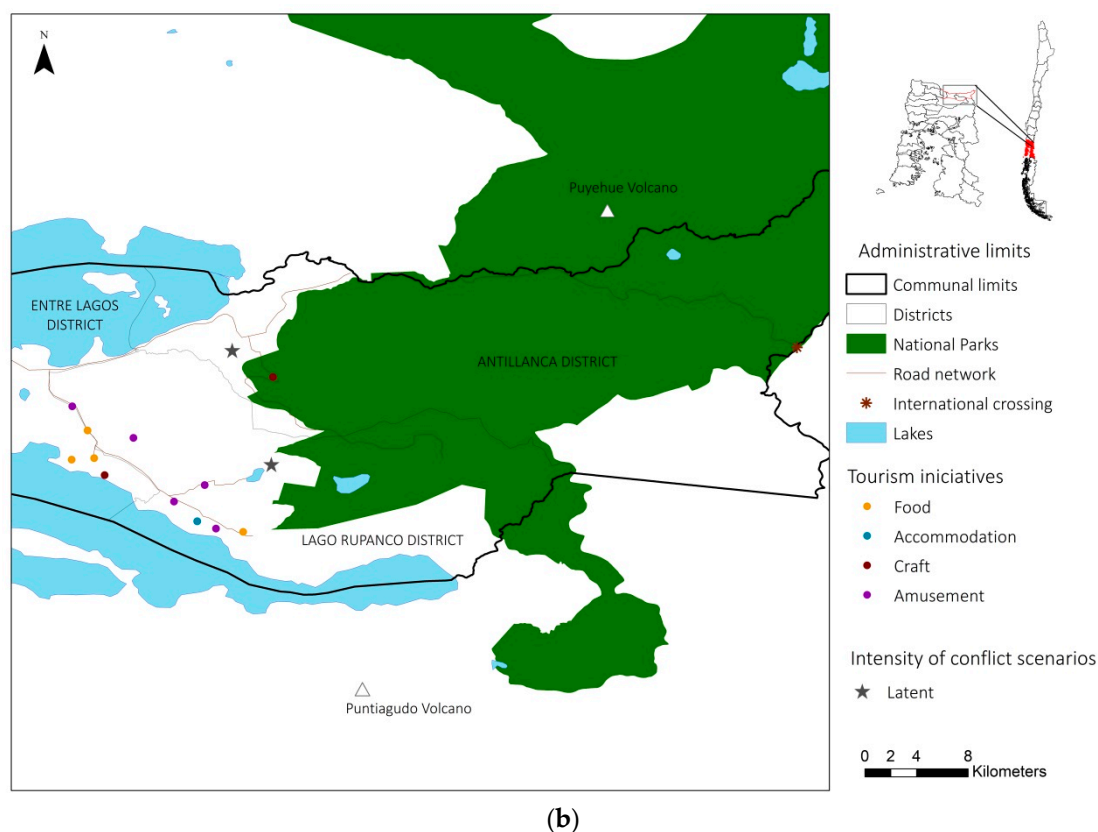 N
Puyehue Volcano
ENTRE LAGOS
DISTRICT
ANTILLANCA DISTRICT
LAGO RUPANCO DISTRICT
Puntiagudo Volcano
Administrative limits
Communal limits
Districts
National Parks
Road network
International crossing
Lakes
Tourism iniciatives
Food
Accommodation
Craft
Amusement
Intensity of conflict scenarios
Latent
0 2 4 8
Kilometers
(b)